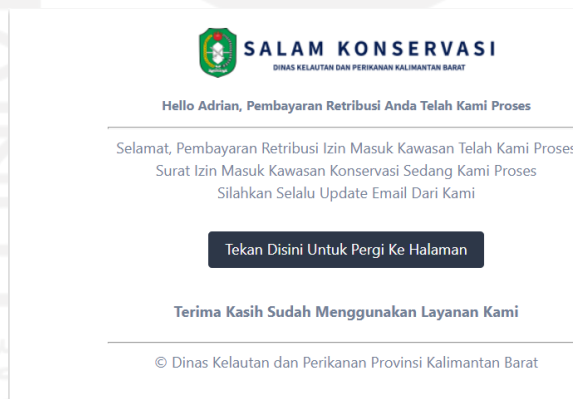 SALAM KONSERVASI
DINAS KELAUTAN DAN PERIKANAN KALIMANTAN BARAT
Hello Adrian, Pembayaran Retribusi Anda Telah Kami Proses
Selamat, Pembayaran Retribusi Izin Masuk Kawasan Telah Kami Proses
Surat Izin Masuk Kawasan Konservasi Sedang Kami Proses
Silahkan Selalu Update Email Dari Kami
Tekan Disini Untuk Pergi Ke Halaman
Terima Kasih Sudah Menggunakan Layanan Kami
© Dinas Kelautan dan Perikanan Provinsi Kalimantan Barat